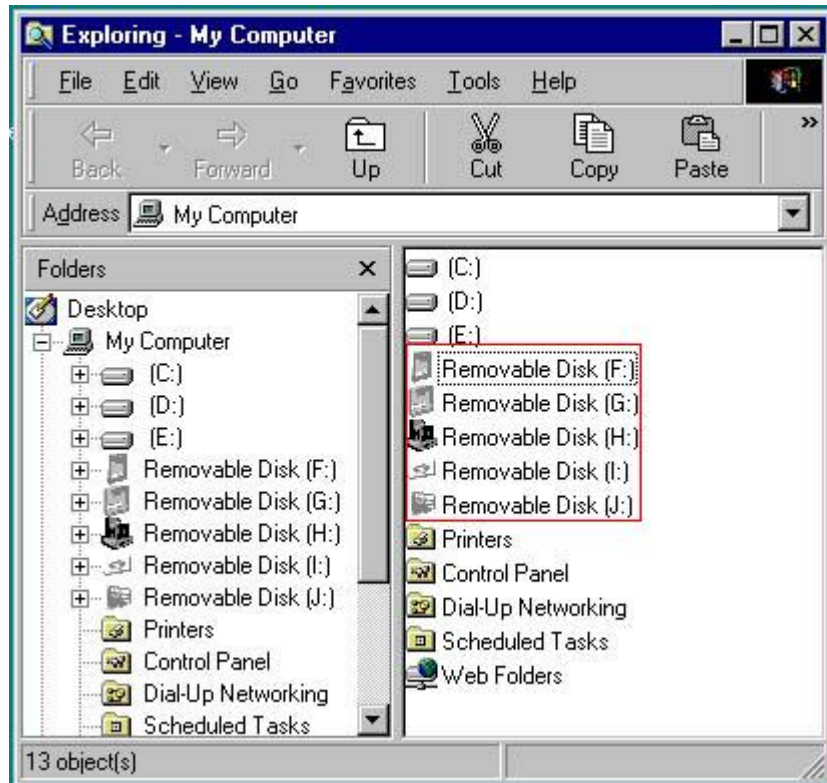 Exploring - My Computer
File Edit View Go Favorites Tools Help
Back Forward Up Cut Copy Paste »
Address My Computer
Folders
Desktop
My Computer
(C:)
(D:)
(E:)
Removable Disk (F:)
Removable Disk (G:)
Removable Disk (H:)
Removable Disk (I:)
Removable Disk (J:)
Printers
Control Panel
Dial-Up Networking
Scheduled Tasks
(C:)
(D:)
(E:)
Removable Disk (F:)
Removable Disk (G:)
Removable Disk (H:)
Removable Disk (I:)
Removable Disk (J:)
Printers
Control Panel
Dial-Up Networking
Scheduled Tasks
Web Folders
13 object(s)